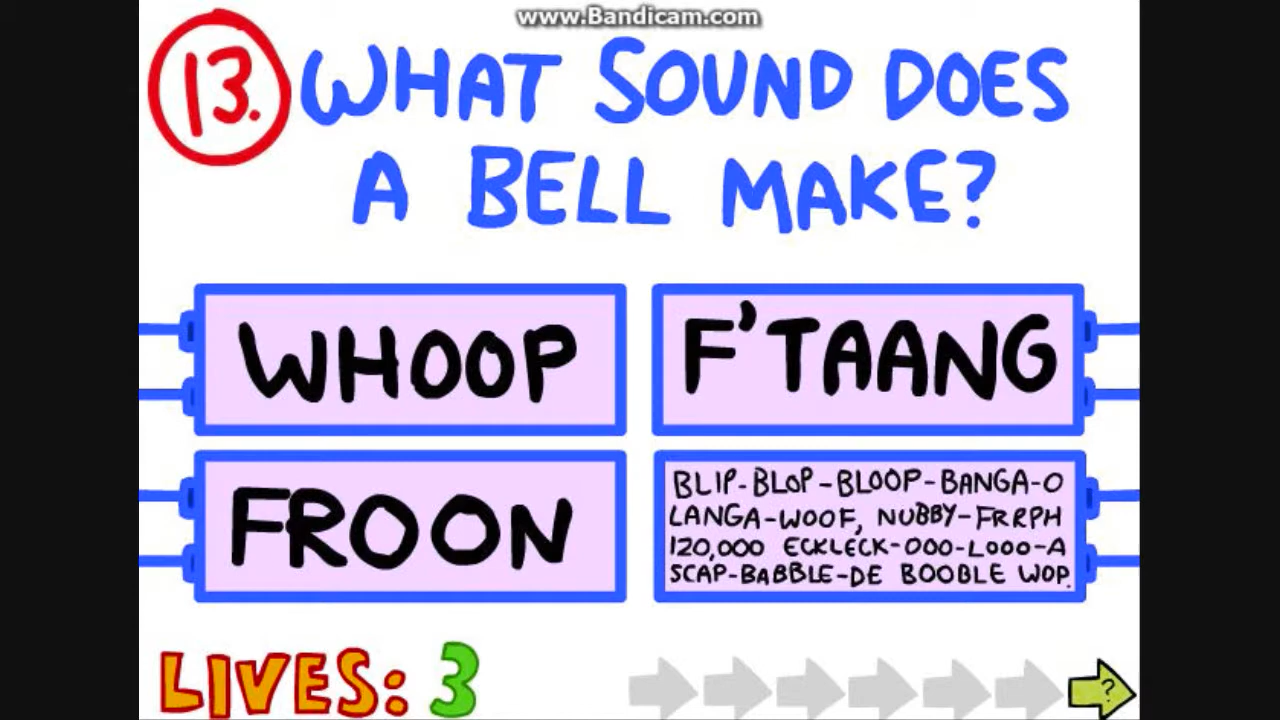 www.Bandicam.com
13. WHAT SOUND DOES
A BELL MAKE?
WHOOP
F'TAANG
FROON
BLIP-BLOP-BLOOP-BANGA-O
LANGA-WOOF, NUBBY-FRRPH
120,000 ECKLECK-OOO-LOOO-A
SCAP-BABBLE-DE BOOBLE WOP.
LIVES: 3
?